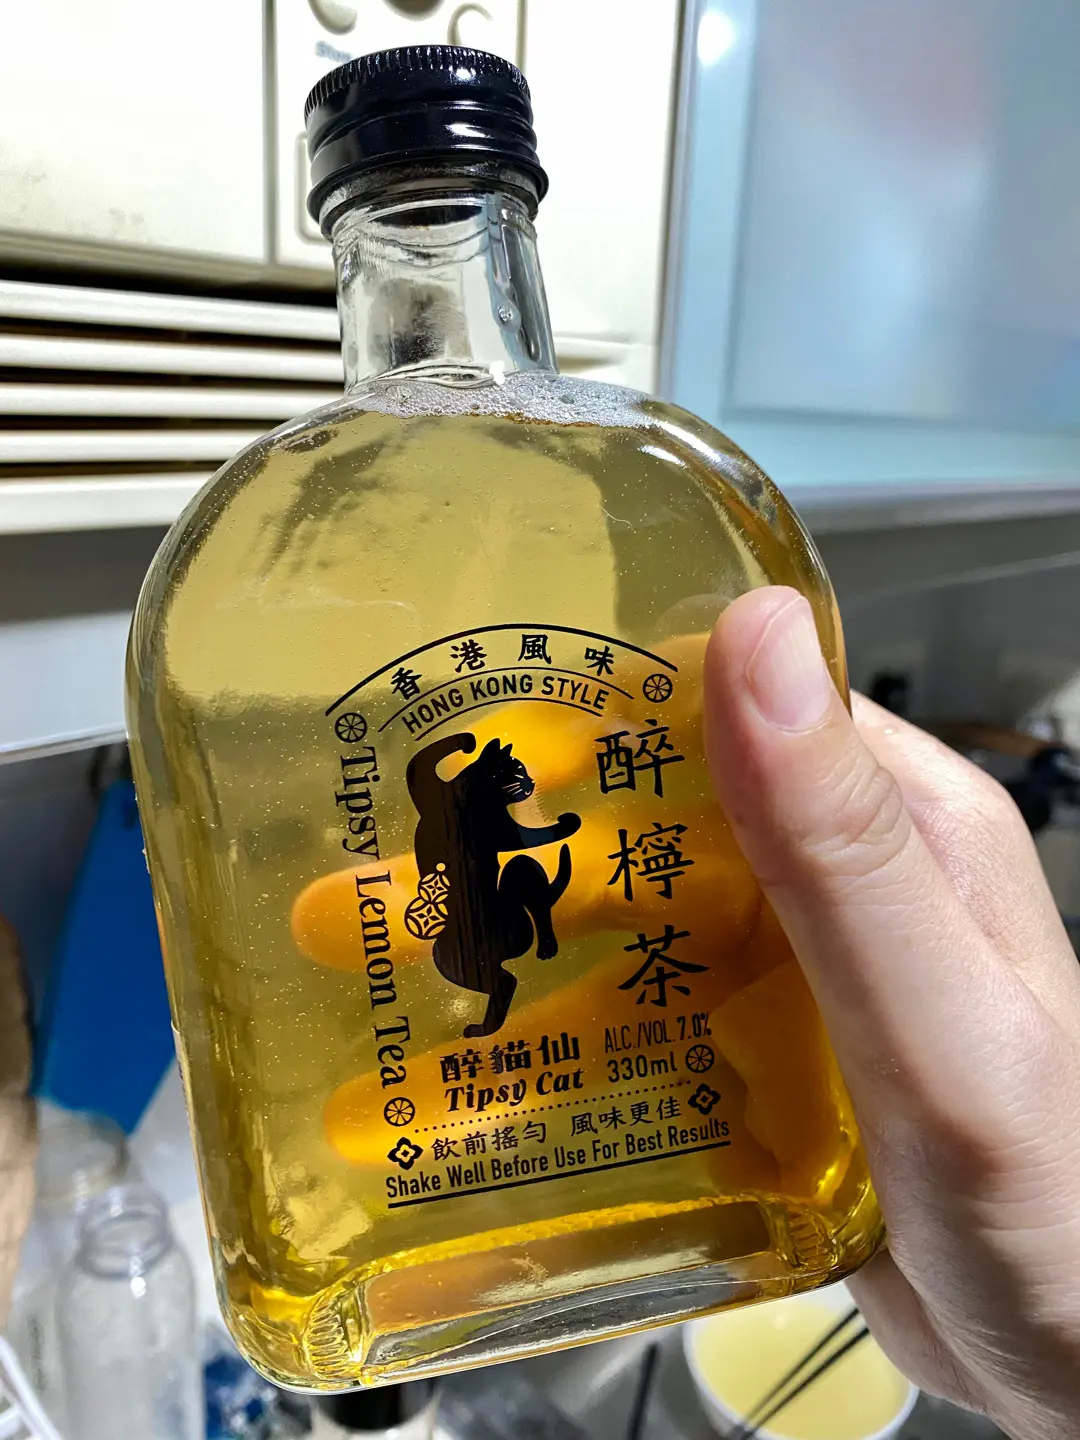 香港風味
HONG KONG STYLE
Tipsy Lemon Tea
醉檸茶
ALC./VOL.7.0%
330ml
醉貓仙
Tipsy Cat
飲前搖勻 風味更佳
Shake Well Before Use For Best Results